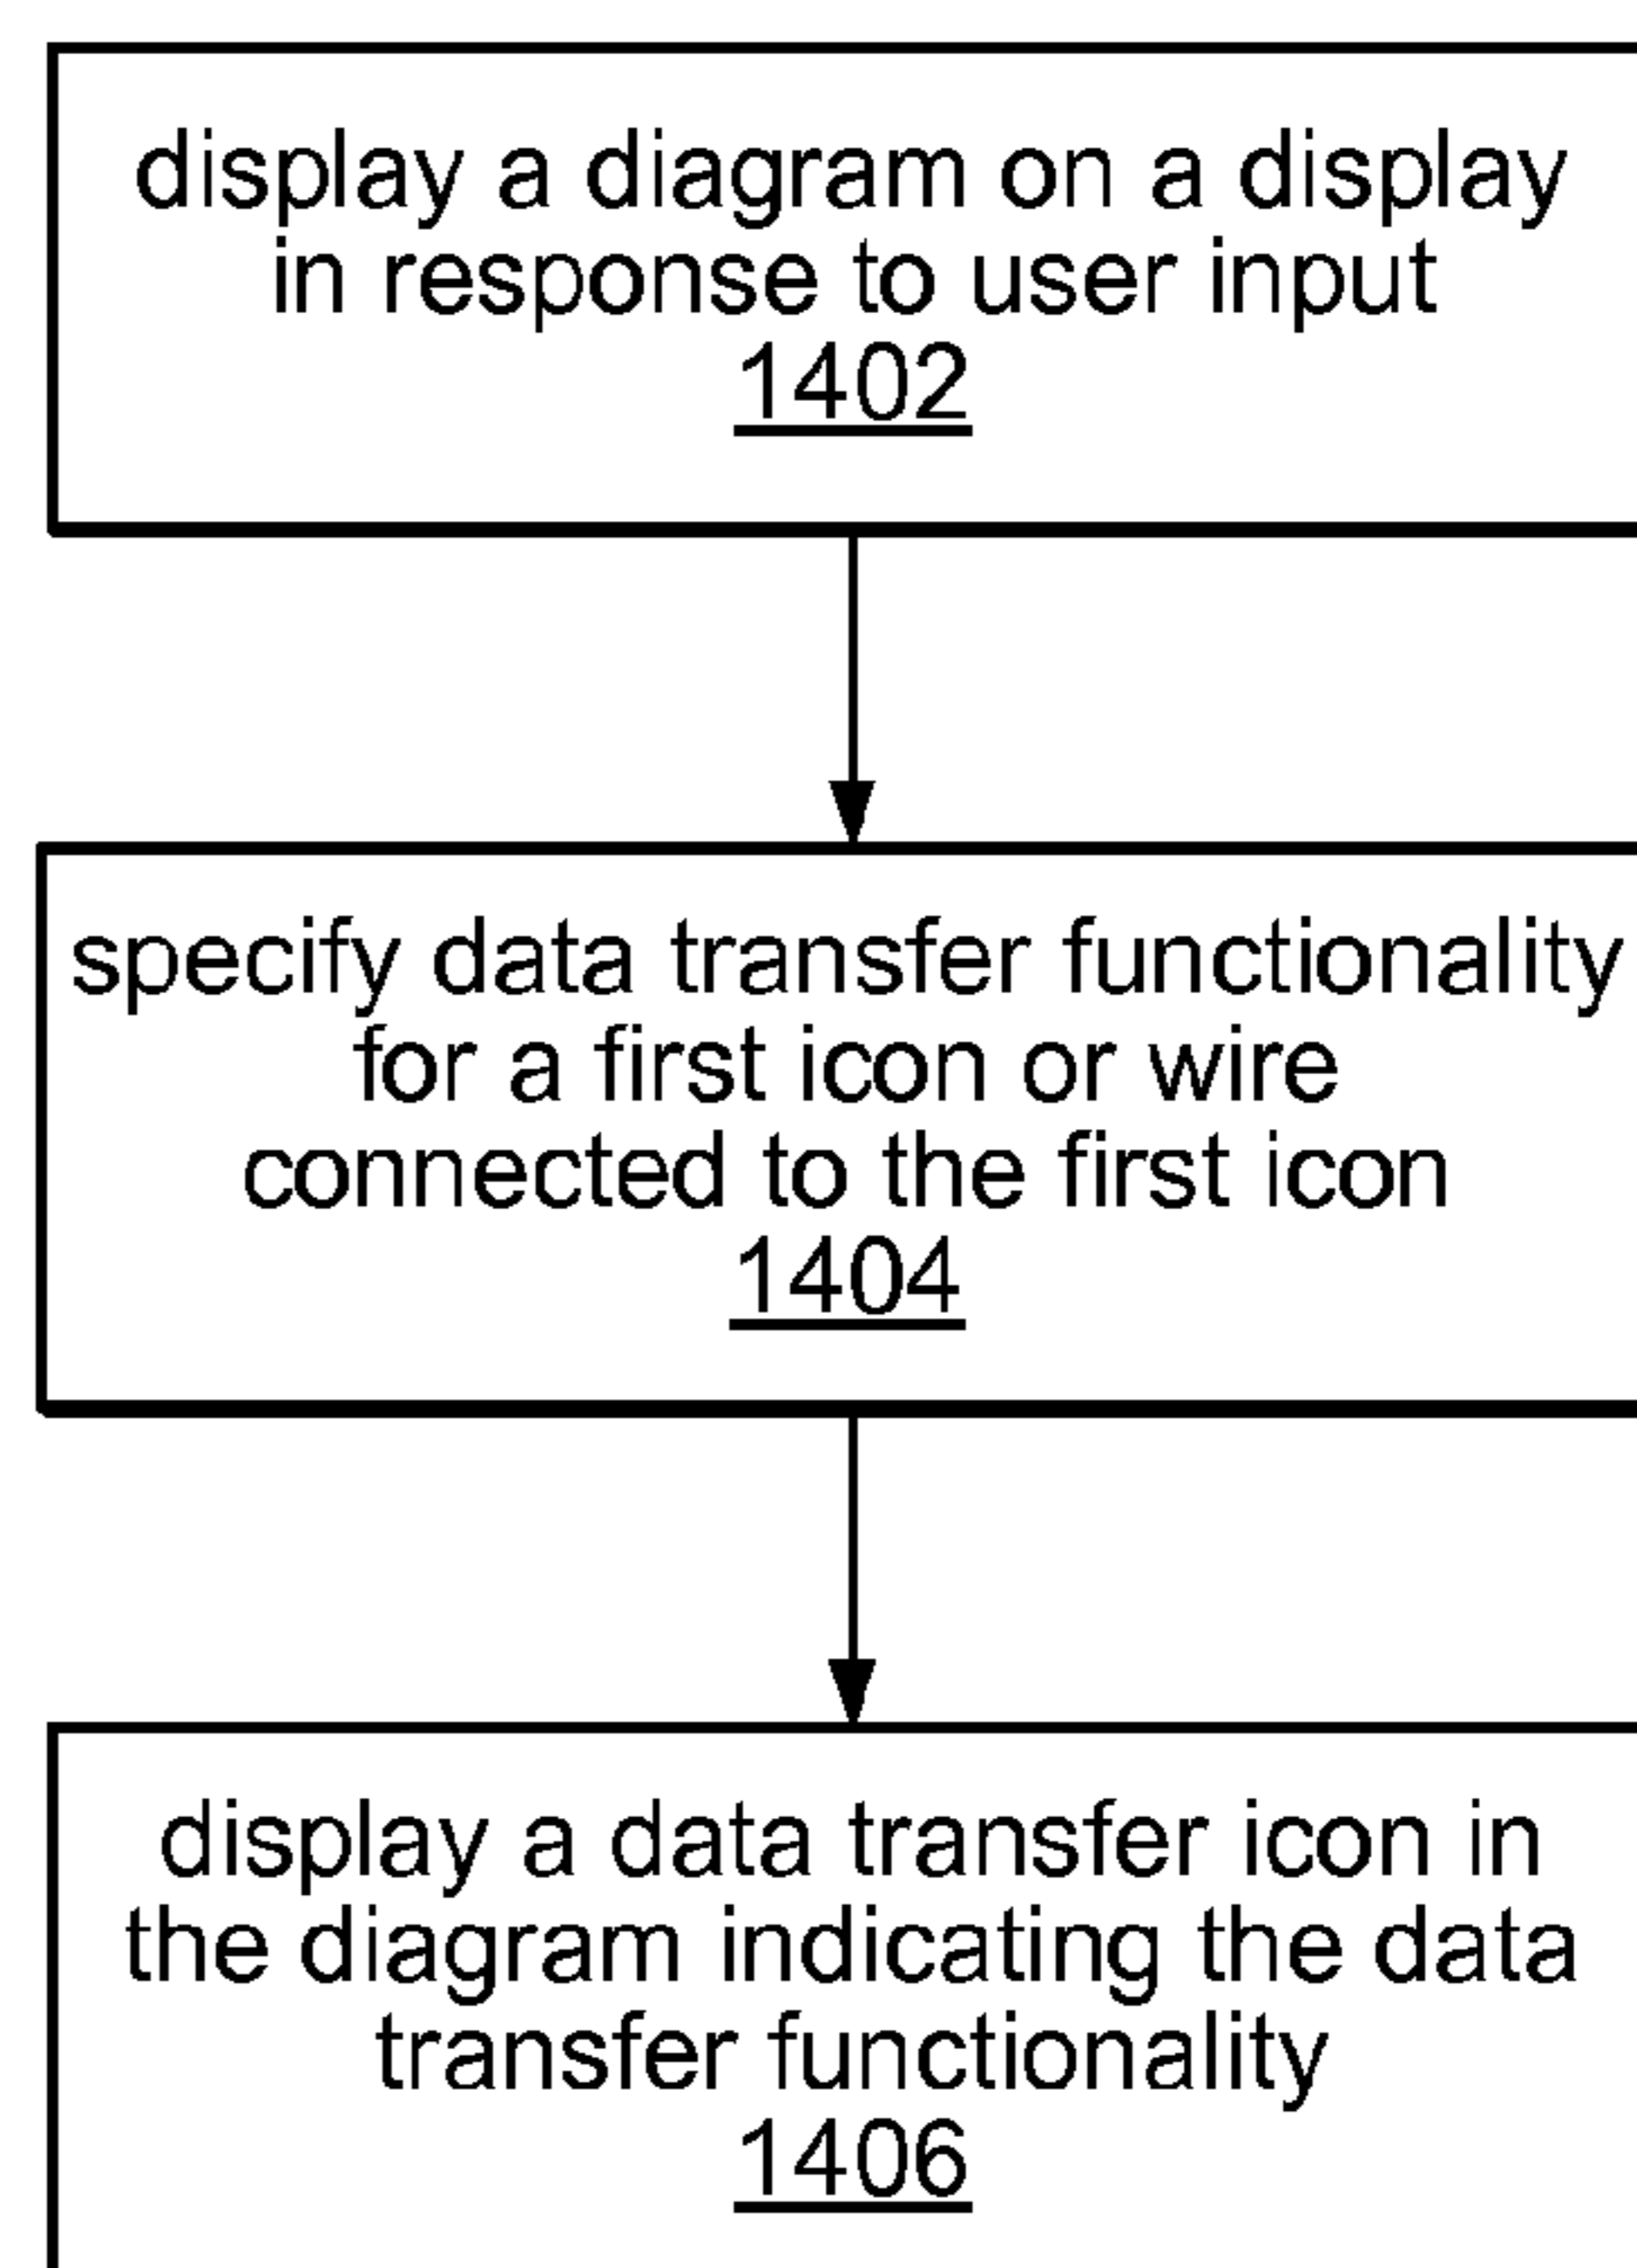 display a diagram on a display
in response to user input
1402
specify data transfer functionality
for a first icon or wire
connected to the first icon
1404
display a data transfer icon in
the diagram indicating the data
transfer functionality
1406